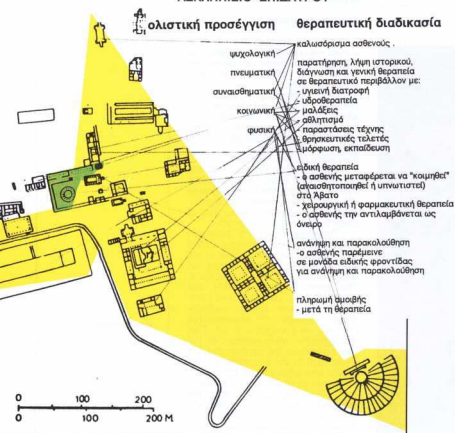 ΑΣΚΛΗΠΙΕΙΟ ΕΠΙΔΑΥΡΟΥ
ολιστική προσέγγιση
θεραπευτική διαδικασία
ψυχολογική
πνευματική
συναισθηματική
κοινωνική
φυσική
καλωσόρισμα ασθενούς .
παρατήρηση, λήψη ιστορικού,
διάγνωση και γενική θεραπεία
σε θεραπευτικό περιβάλλον με:
- υγιεινή διατροφή
- υδροθεραπεία
- μαλάξεις
- αθλητισμό
- παραστάσεις τέχνης
- θρησκευτικές τελετές
- μόρφωση, εκπαίδευση
ειδική θεραπεία
- ο ασθενής μεταφέρεται να "κοιμηθεί"
(αναισθητοποιηθεί ή υπνωτιστεί)
στο Άβατο
- χειρουργική ή φαρμακευτική θεραπεία
- ο ασθενής την αντιλαμβάνεται ως
όνειρο
ανάνηψη και παρακολούθηση
-ο ασθενής παρέμεινε
σε μονάδα ειδικής φροντίδας
για ανάνηψη και παρακολούθηση
πληρωμή αμοιβής
- μετά τη θεραπεία
0 100 200
0 100 200 M